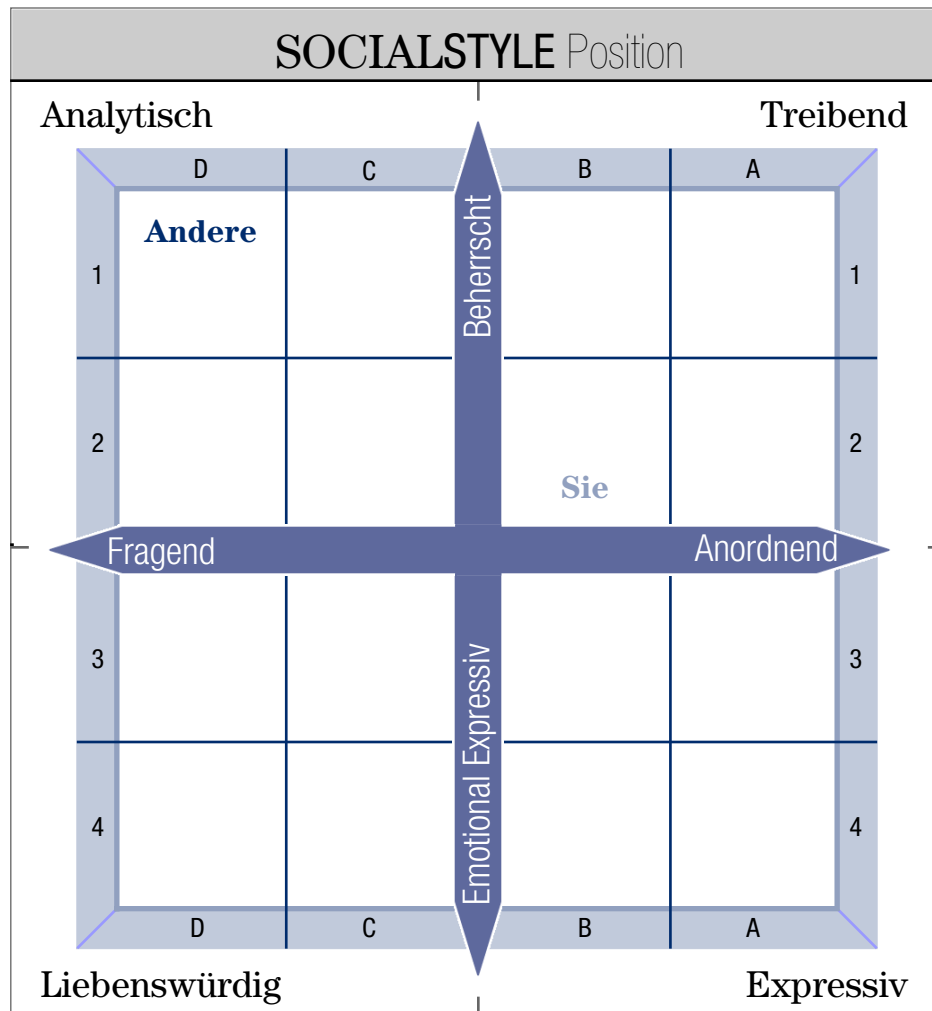 SOCIALSTYLE Position
Analytisch
Treibend
D C B A
Andere
Beherrscht
1 1
2 2
Sie
Fragend
Anordnend
3 3
Emotional Expressiv
4 4
D C B A
Liebenswürdig
Expressiv